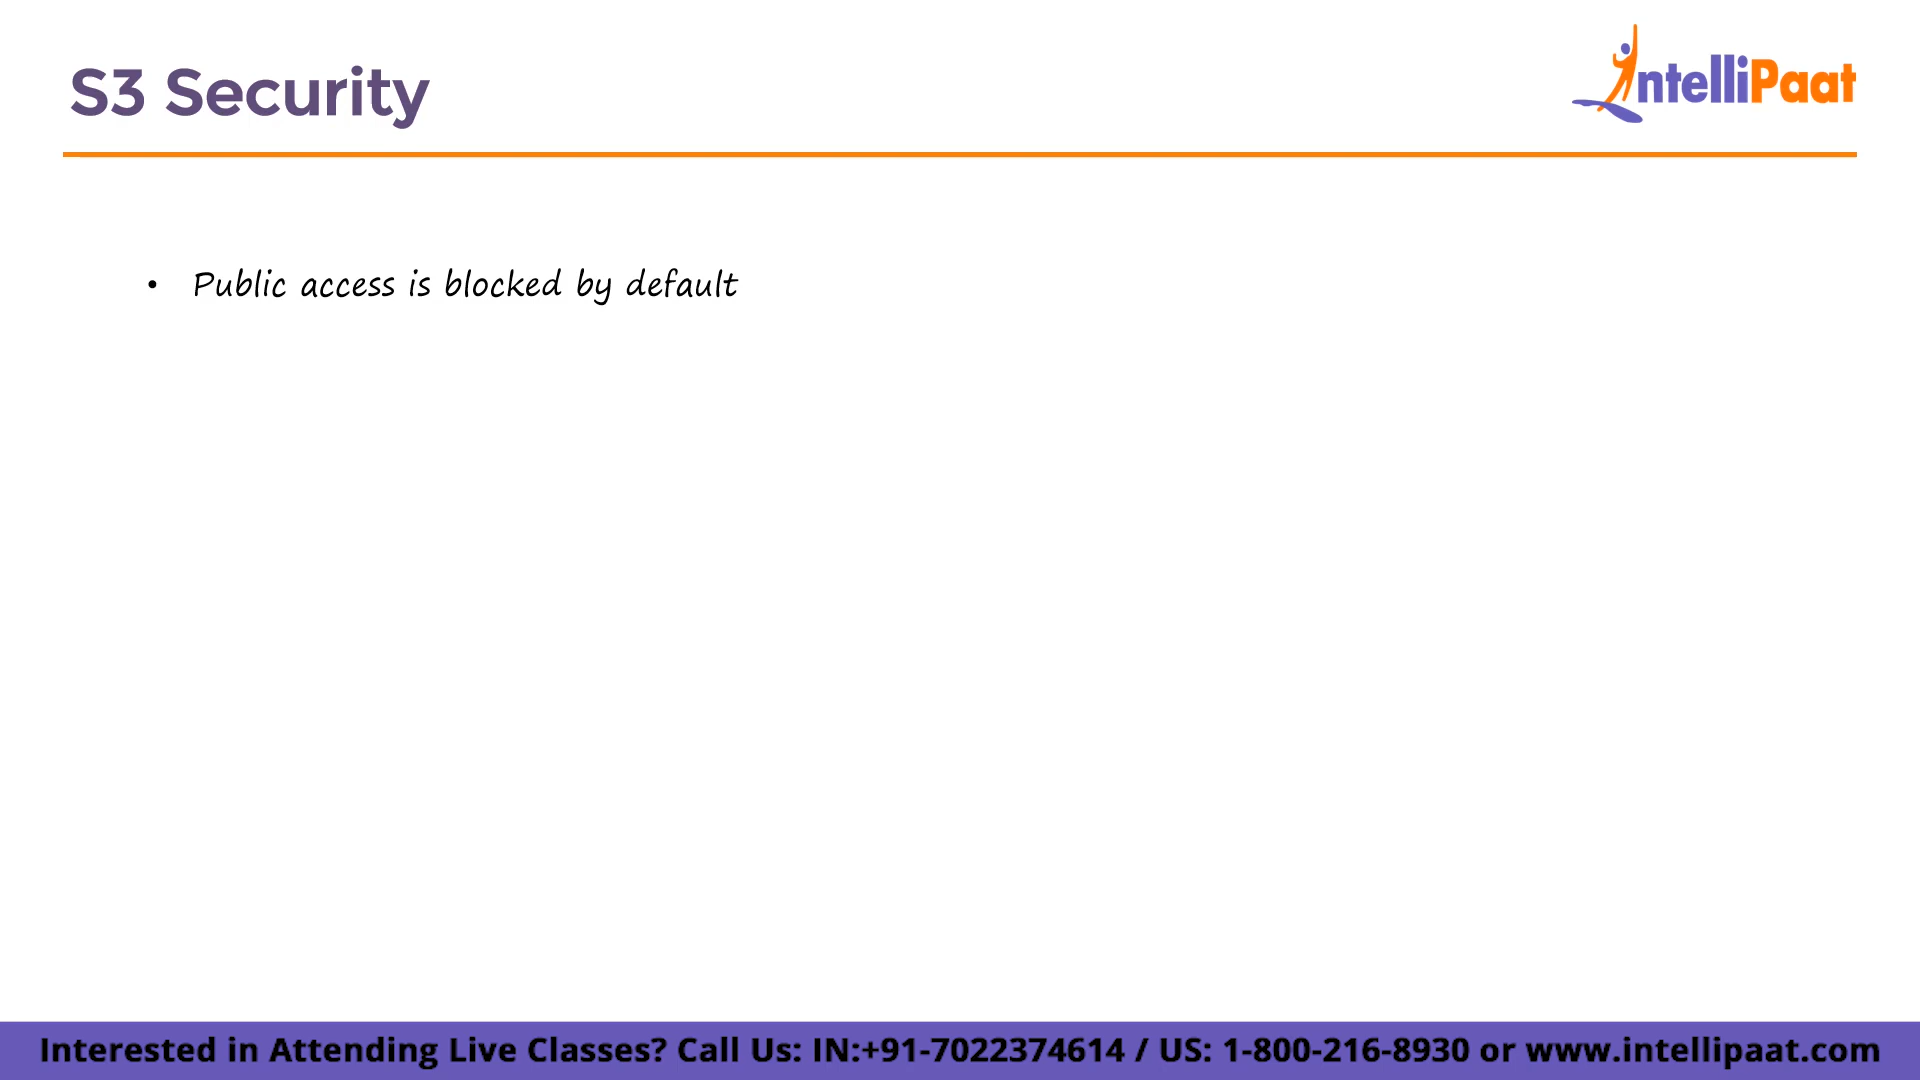 S3 Security
IntelliPaat
• Public access is blocked by default
Interested in Attending Live Classes? Call Us: IN:+91-7022374614 / US: 1-800-216-8930 or www.intellipaat.com